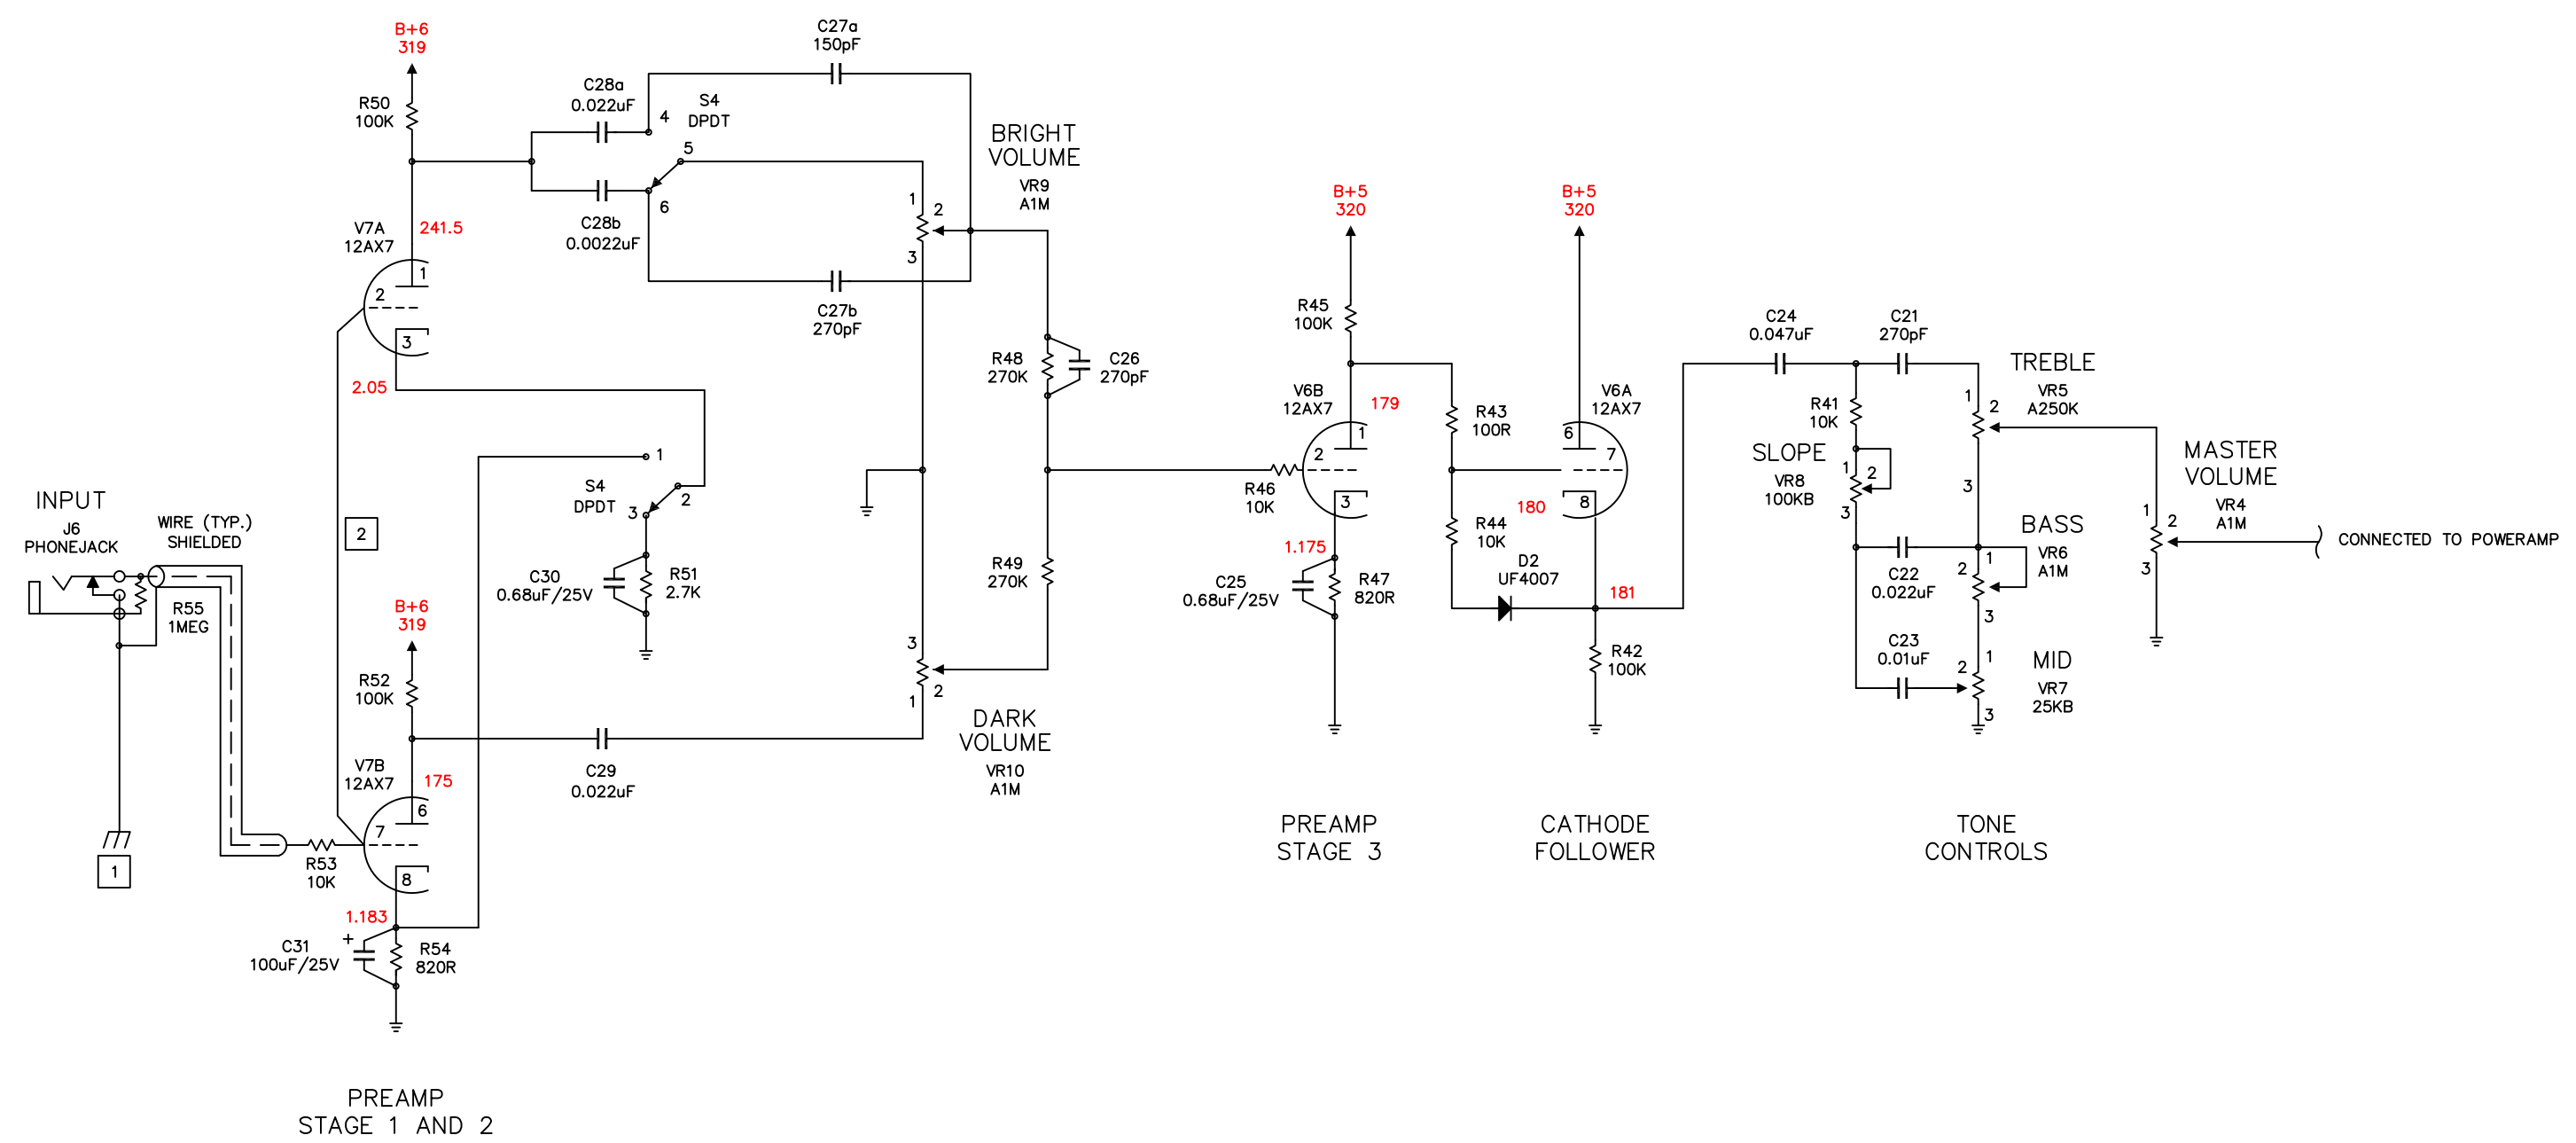 B+6
319
R50
100K
C28a
0.022uF
S4
DPDT
4
5
6
C28b
0.0022uF
C27a
150pF
C27b
270pF
BRIGHT
VOLUME
VR9
A1M
1
2
3
V7A
12AX7
241.5
1
2
3
2.05
R48
270K
C26
270pF
S4
DPDT
1
2
3
C30
0.68uF/25V
R51
2.7K
INPUT
J6
PHONEJACK
WIRE (TYP.)
SHIELDED
R55
1MEG
2
1
B+6
319
R52
100K
V7B
12AX7
175
6
7
8
R53
10K
1.183
+
C31
100uF/25V
R54
820R
C29
0.022uF
3
2
1
DARK
VOLUME
VR10
A1M
R49
270K
PREAMP
STAGE 1 AND 2
B+5
320
R45
100K
V6B
12AX7
179
1
2
3
R46
10K
1.175
C25
0.68uF/25V
R47
820R
PREAMP
STAGE 3
B+5
320
R43
100R
R44
10K
V6A
12AX7
6
7
8
180
D2
UF4007
181
R42
100K
CATHODE
FOLLOWER
C24
0.047uF
C21
270pF
R41
10K
SLOPE
VR8
100KB
1
2
3
TREBLE
VR5
A250K
1
2
3
C22
0.022uF
BASS
VR6
A1M
1
2
3
C23
0.01uF
MID
VR7
25KB
1
2
3
TONE
CONTROLS
MASTER
VOLUME
VR4
A1M
1
2
3
CONNECTED TO POWERAMP